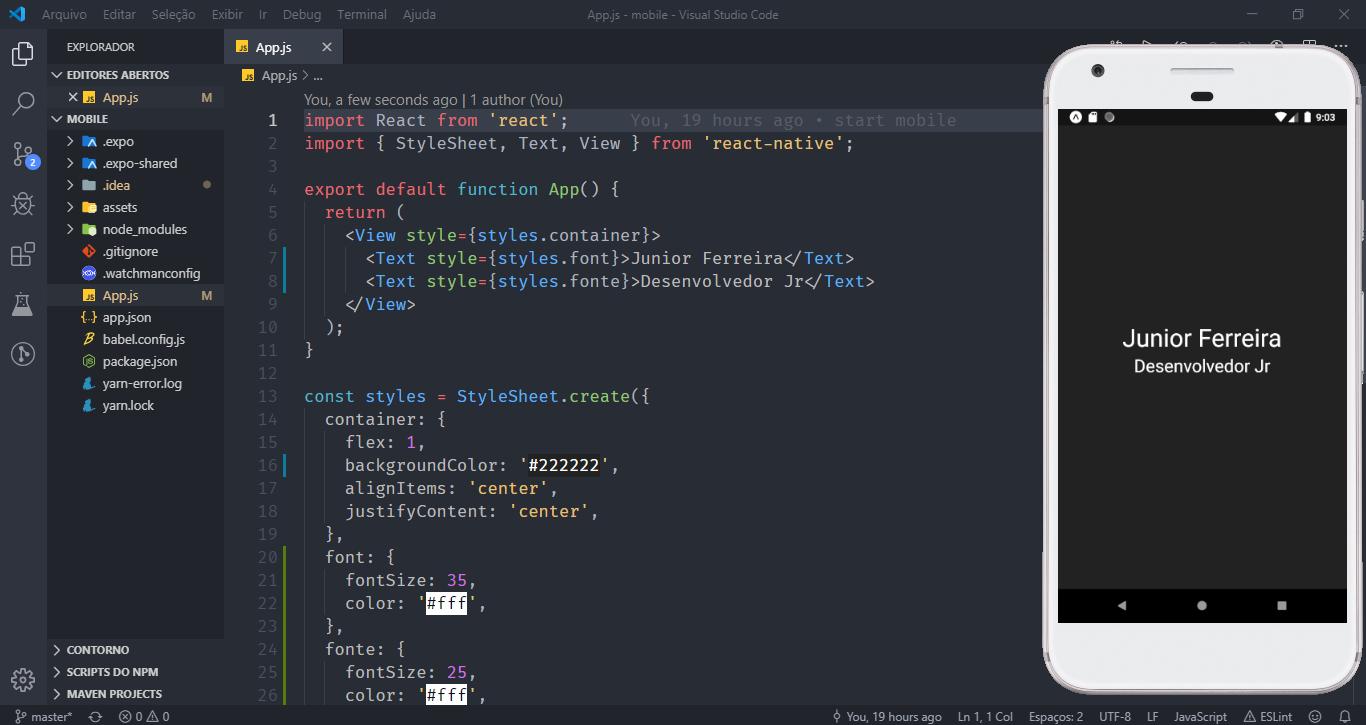 Arquivo Editar Seleção Exibir Ir Debug Terminal Ajuda
App.js - mobile - Visual Studio Code
EXPLORADOR
EDITORES ABERTOS
JS App.js M
MOBILE
.expo
.expo-shared
.idea
assets
node_modules
.gitignore
.watchmanconfig
JS App.js M
{..} app.json
babel.config.js
package.json
yarn-error.log
yarn.lock
CONTORNO
SCRIPTS DO NPM
MAVEN PROJECTS
2
JS App.js
JS App.js > ...
You, a few seconds ago | 1 author (You)
1 import React from 'react'; You, 19 hours ago • start mobile
2 import { StyleSheet, Text, View } from 'react-native';
3
4 export default function App() {
5 return (
6 <View style={styles.container}>
7 <Text style={styles.font}>Junior Ferreira</Text>
8 <Text style={styles.fonte}>Desenvolvedor Jr</Text>
9 </View>
10 );
11 }
12
13 const styles = StyleSheet.create({
14 container: {
15 flex: 1,
16 backgroundColor: '#222222',
17 alignItems: 'center',
18 justifyContent: 'center',
19 },
20 font: {
21 fontSize: 35,
22 color: '#fff',
23 },
24 fonte: {
25 fontSize: 25,
26 color: '#fff',
9:03
Junior Ferreira
Desenvolvedor Jr
master* 0 0 You, 19 hours ago Ln 1, 1 Col Espaços: 2 UTF-8 LF JavaScript ESLint